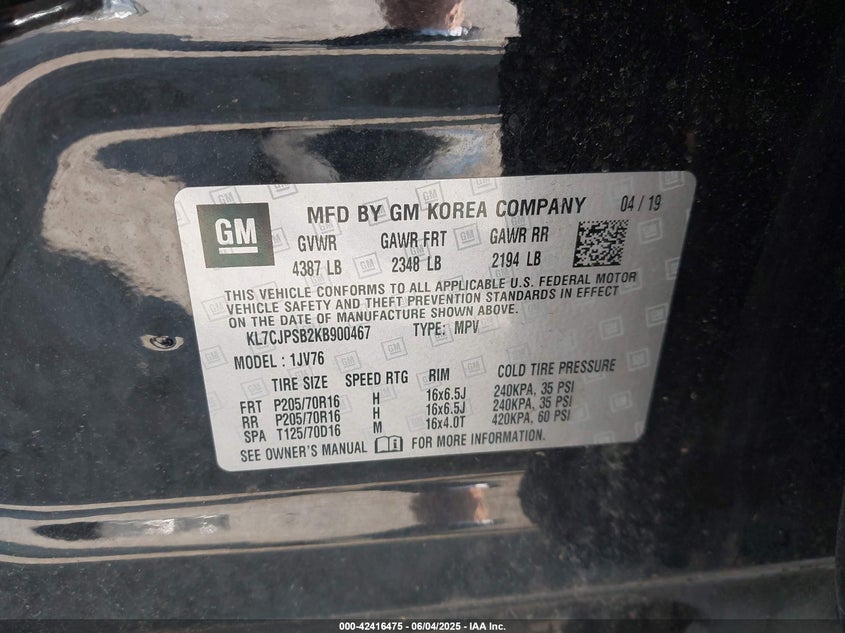 GM
MFD BY GM KOREA COMPANY 04 / 19
GVWR GAWR FRT GAWR RR
4387 LB 2348 LB 2194 LB
THIS VEHICLE CONFORMS TO ALL APPLICABLE U.S. FEDERAL MOTOR
VEHICLE SAFETY AND THEFT PREVENTION STANDARDS IN EFFECT
ON THE DATE OF MANUFACTURE SHOWN ABOVE.
KL7CJPSB2KB900467 TYPE: MPV
MODEL : 1JV76
TIRE SIZE SPEED RTG RIM COLD TIRE PRESSURE
FRT P205/70R16 H 16x6.5J 240KPA, 35 PSI
RR P205/70R16 H 16x6.5J 240KPA, 35 PSI
SPA T125/70D16 M 16x4.0T 420KPA, 60 PSI
SEE OWNER'S MANUAL FOR MORE INFORMATION.
000-42416475 - 06/04/2025 - IAA Inc.